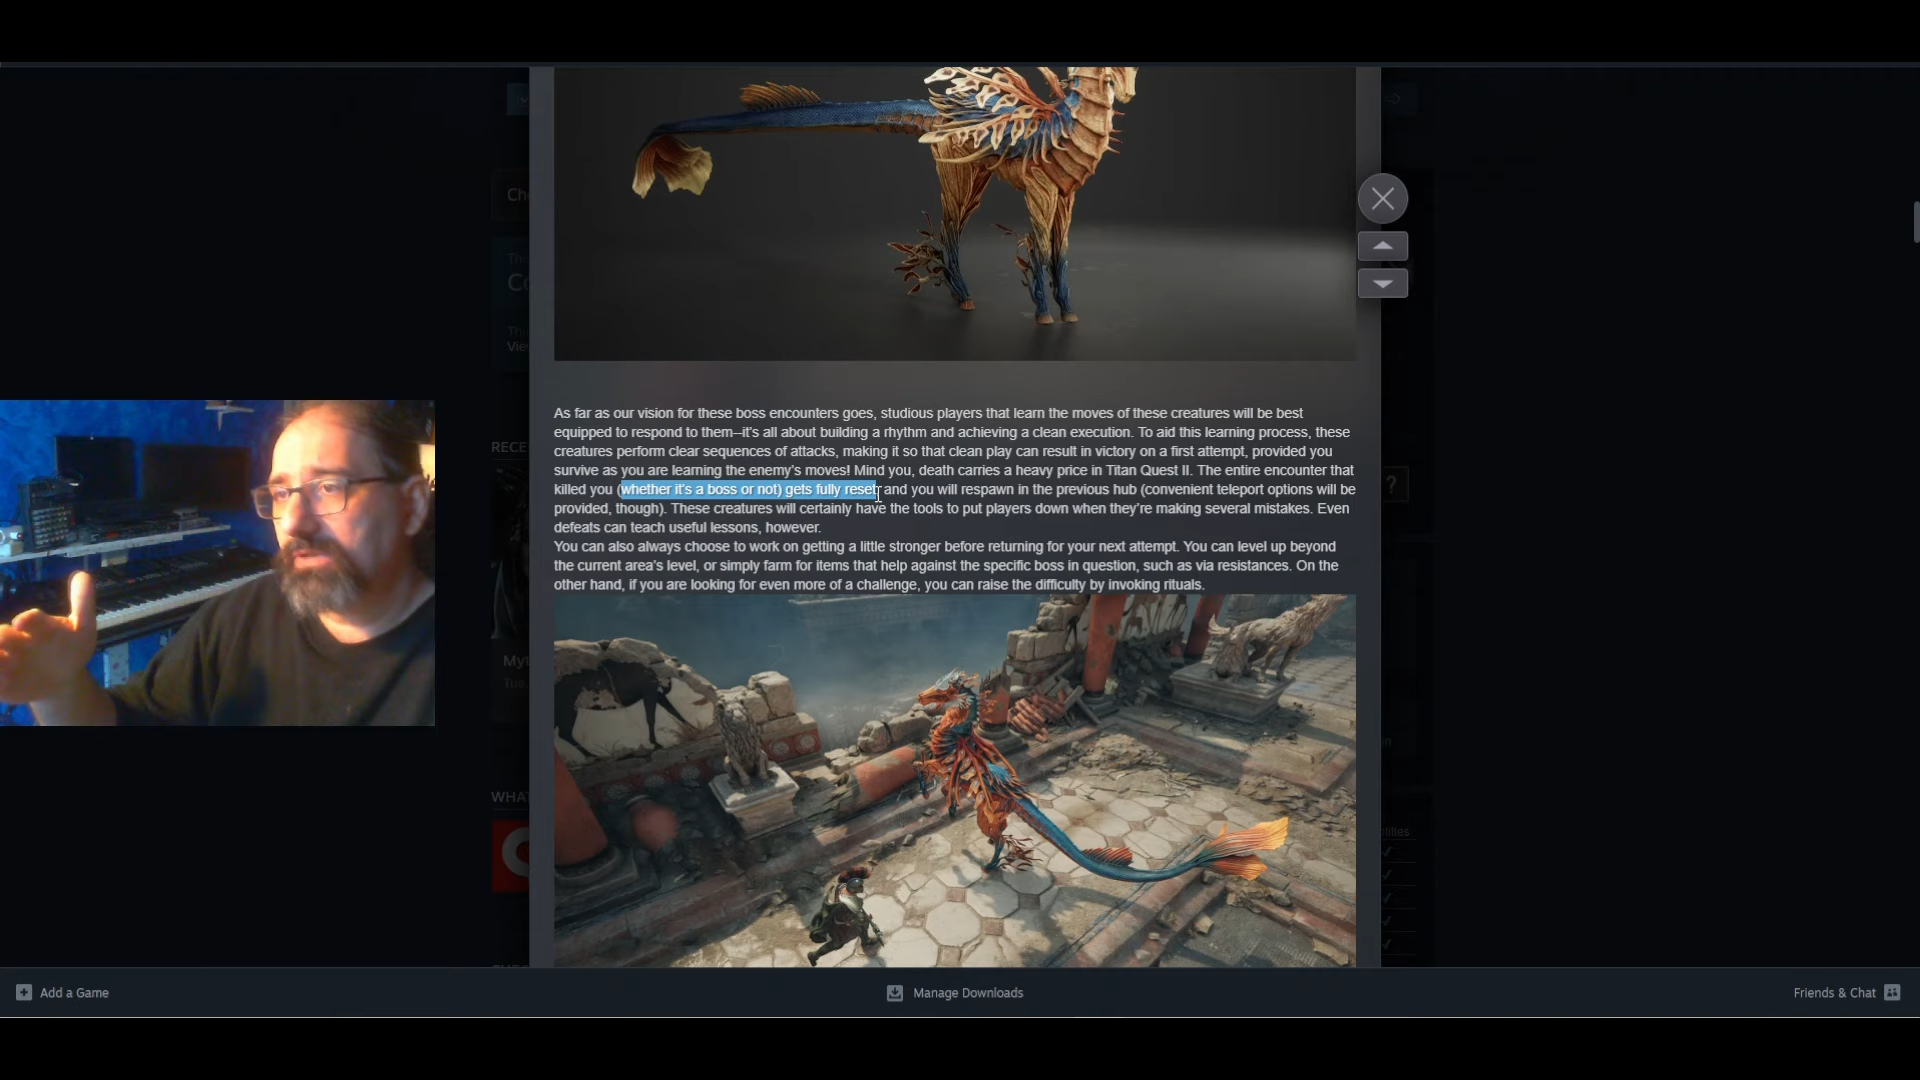 Ch
Th
Co
Thi
Vie
RECE
As far as our vision for these boss encounters goes, studious players that learn the moves of these creatures will be best
equipped to respond to them–it's all about building a rhythm and achieving a clean execution. To aid this learning process, these
creatures perform clear sequences of attacks, making it so that clean play can result in victory on a first attempt, provided you
survive as you are learning the enemy's moves! Mind you, death carries a heavy price in Titan Quest II. The entire encounter that
killed you (whether it's a boss or not) gets fully reset, and you will respawn in the previous hub (convenient teleport options will be
provided, though). These creatures will certainly have the tools to put players down when they're making several mistakes. Even
defeats can teach useful lessons, however.
You can also always choose to work on getting a little stronger before returning for your next attempt. You can level up beyond
the current area's level, or simply farm for items that help against the specific boss in question, such as via resistances. On the
other hand, if you are looking for even more of a challenge, you can raise the difficulty by invoking rituals.
?
Myt
Tue,
WHA
Add a Game
Manage Downloads
Friends & Chat